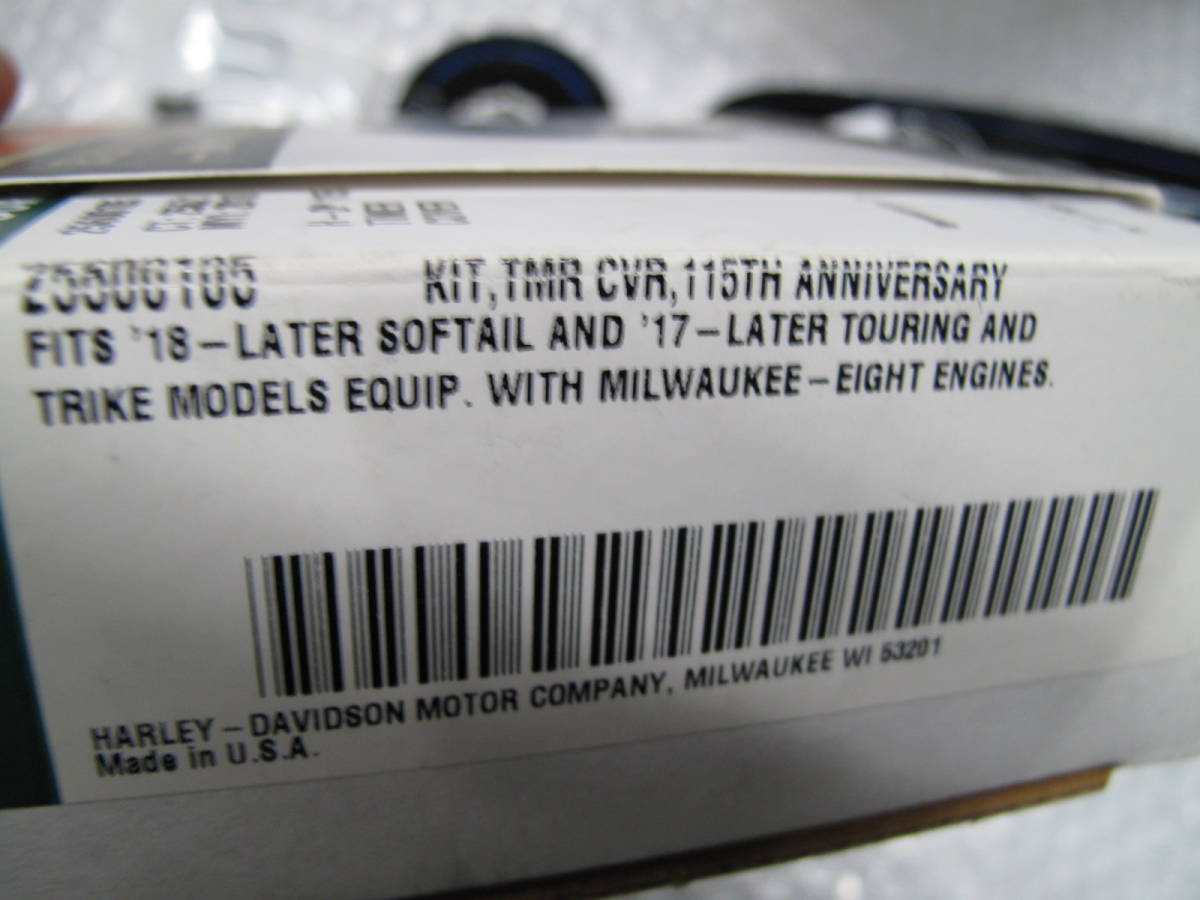 25600105 KIT,TMR CVR,115TH ANNIVERSARY
FITS '18-LATER SOFTAIL AND '17-LATER TOURING AND
TRIKE MODELS EQUIP. WITH MILWAUKEE-EIGHT ENGINES.
HARLEY-DAVIDSON MOTOR COMPANY, MILWAUKEE WI 53201
Made in U.S.A.